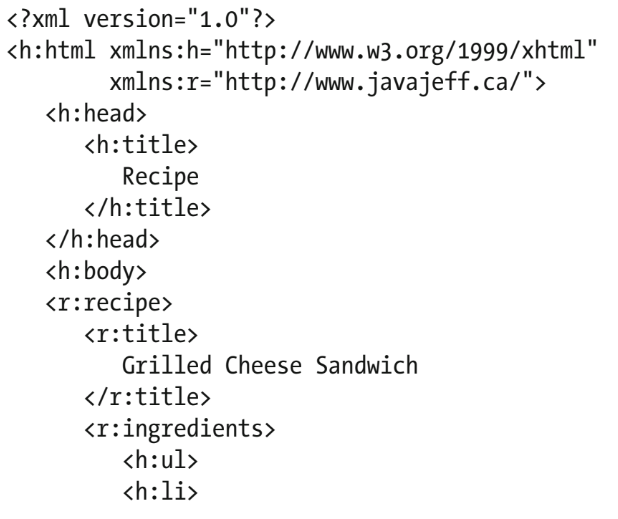 <?xml version="1.0"?>
<h:html xmlns:h="http://www.w3.org/1999/xhtml"
        xmlns:r="http://www.javajeff.ca/">
   <h:head>
      <h:title>
         Recipe
      </h:title>
   </h:head>
   <h:body>
   <r:recipe>
      <r:title>
         Grilled Cheese Sandwich
      </r:title>
      <r:ingredients>
         <h:ul>
         <h:li>